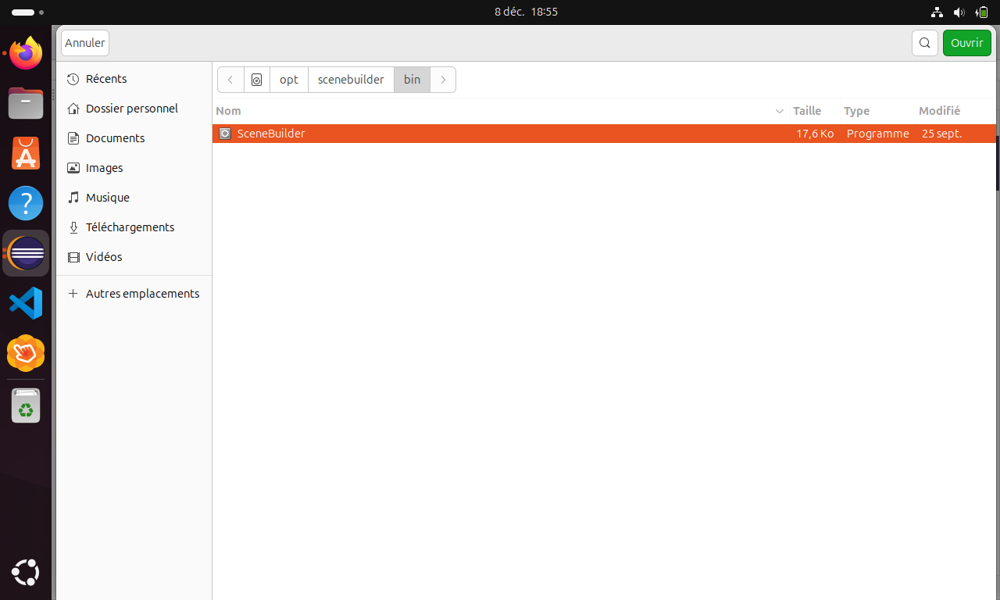 8 déc. 18:55
Annuler
Ouvrir
Récents
Dossier personnel
Documents
Images
Musique
Téléchargements
Vidéos
Autres emplacements
opt scenebuilder bin
Nom Taille Type Modifié
SceneBuilder 17,6 Ko Programme 25 sept.